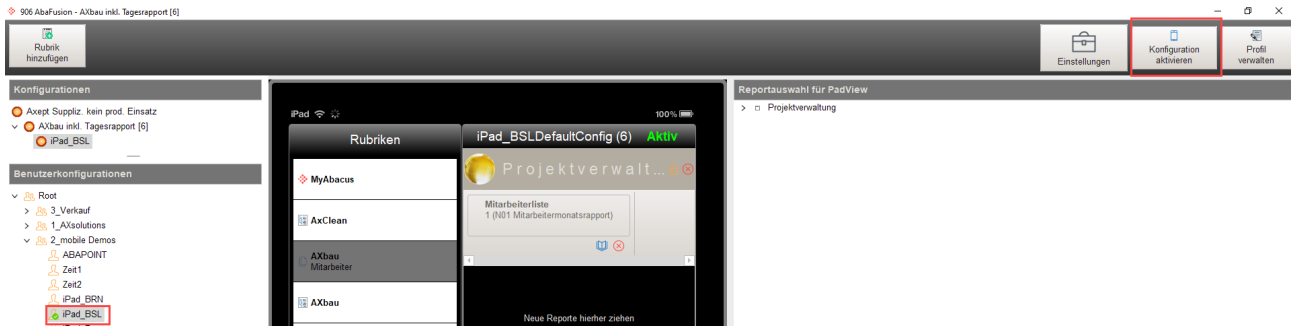 906 AbaFusion - AXbau inkl. Tagesrapport [6]
Rubrik
hinzufügen
Einstellungen
Konfiguration
aktivieren
Profil
verwalten
Konfigurationen
Axept Suppliz. kein prod. Einsatz
AXbau inkl. Tagesrapport [6]
iPad_BSL
Benutzerkonfigurationen
Root
3_Verkauf
1_AXsolutions
2_mobile Demos
ABAPOINT
Zeit1
Zeit2
iPad_BRN
iPad_BSL
iPad
100%
Rubriken
MyAbacus
AxClean
AXbau
Mitarbeiter
AXbau
iPad_BSLDefaultConfig (6) Aktiv
Projektverwalt...
Mitarbeiterliste
1 (N01 Mitarbeitermonatsrapport)
Neue Reporte hierher ziehen
Reportauswahl für PadView
Projektverwaltung